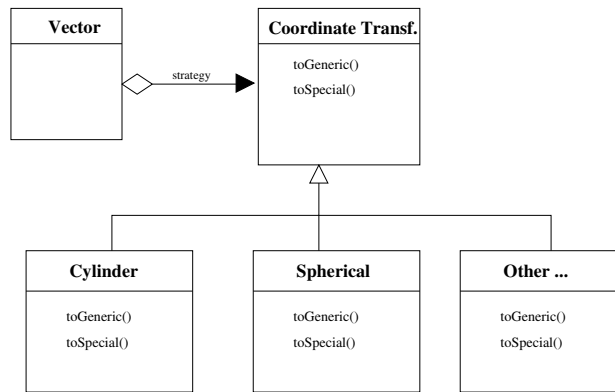 Vector
Coordinate Transf.
toGeneric()
toSpecial()
strategy
Cylinder
toGeneric()
toSpecial()
Spherical
toGeneric()
toSpecial()
Other ...
toGeneric()
toSpecial()